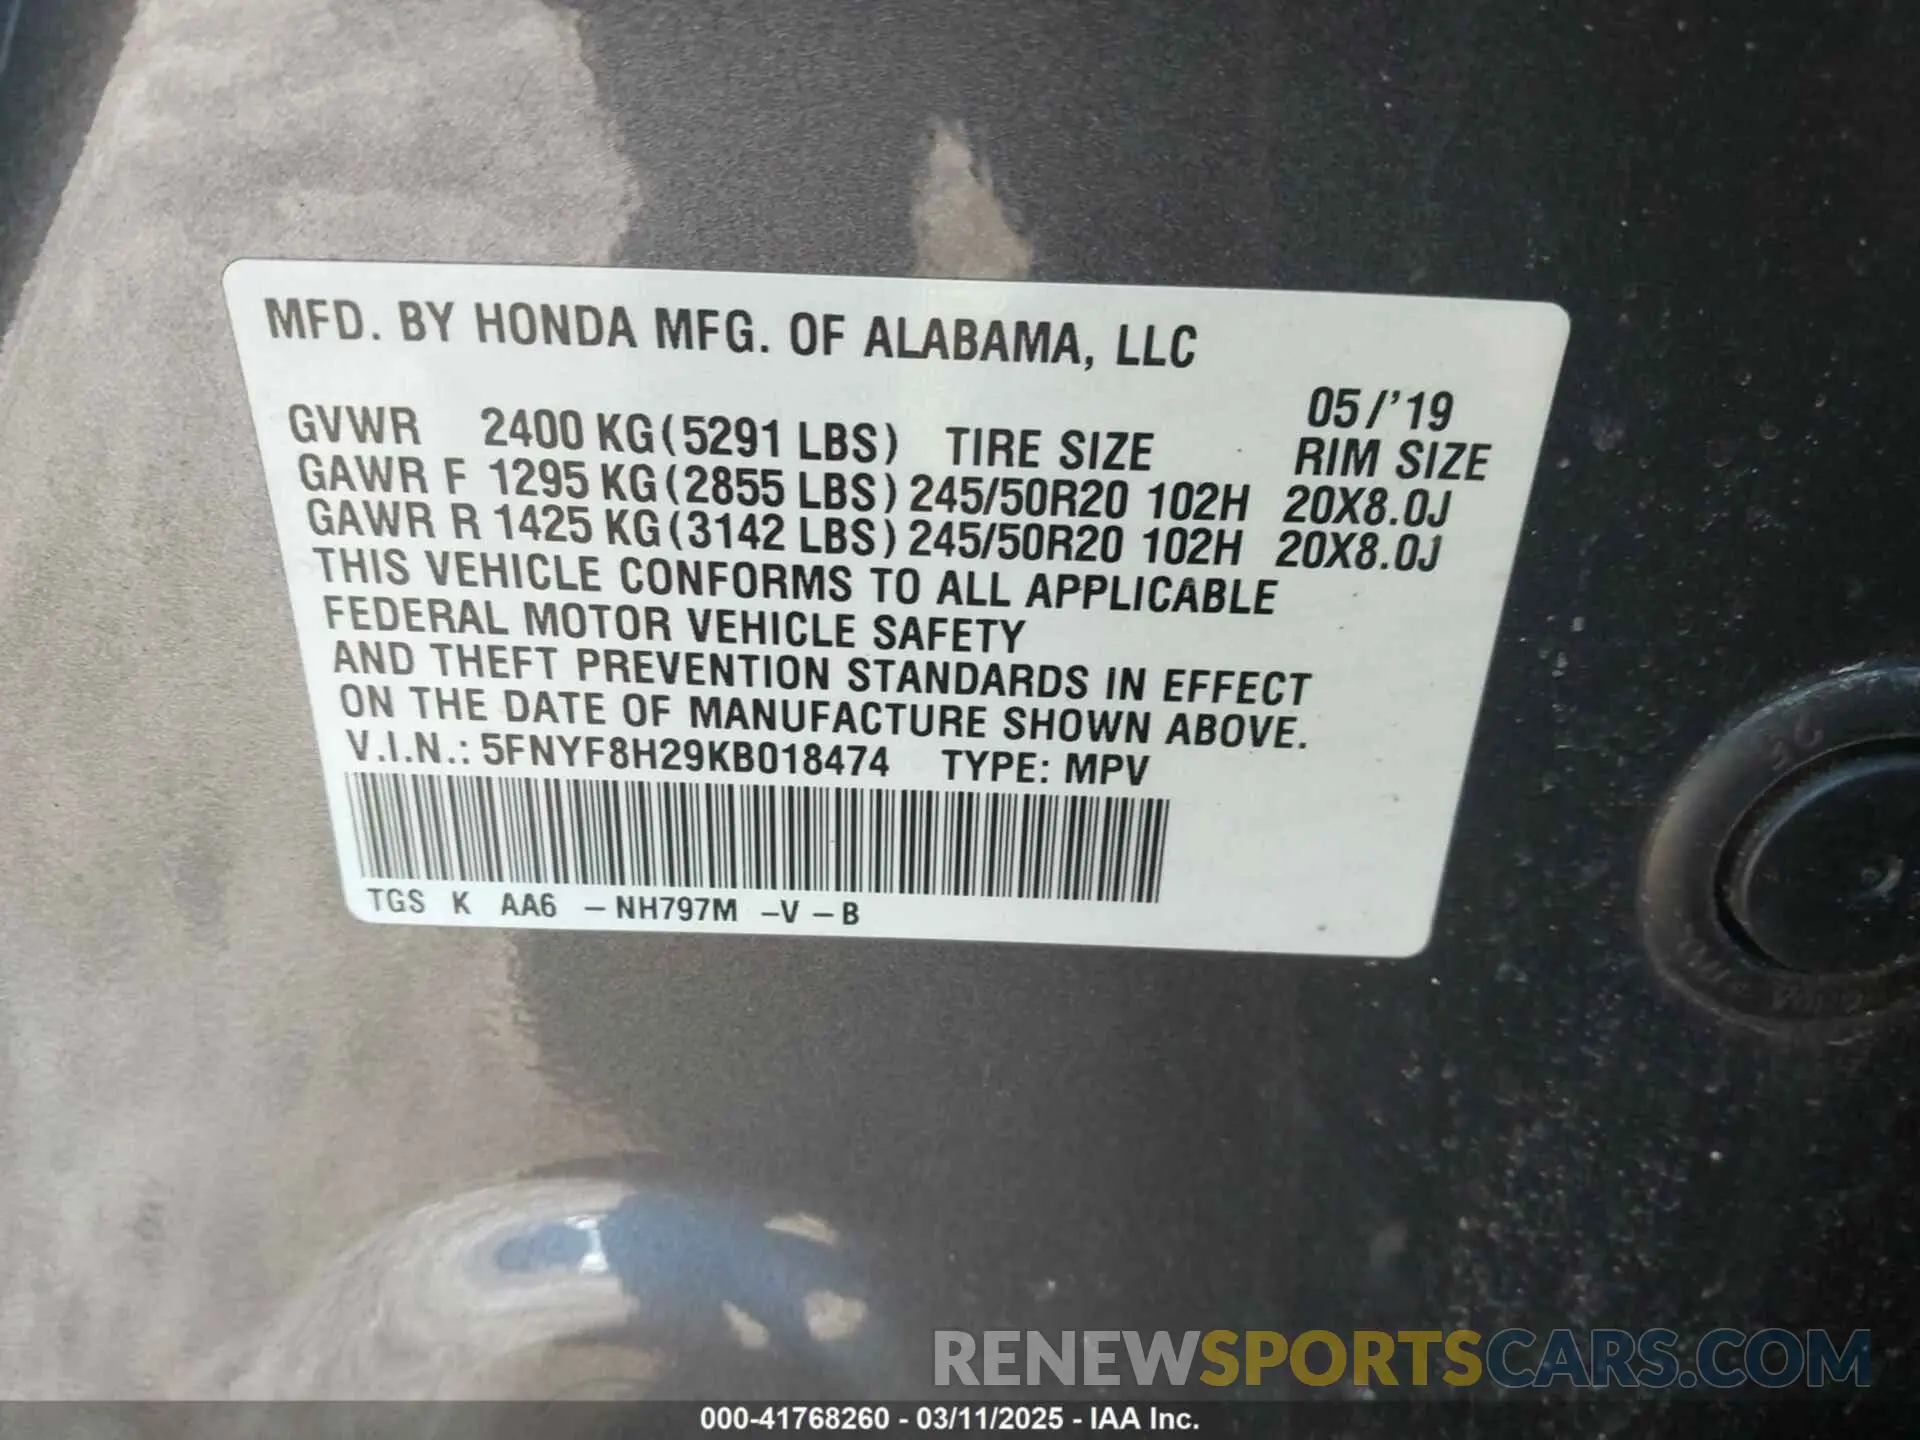 MFD. BY HONDA MFG. OF ALABAMA, LLC
05/'19
GVWR 2400 KG (5291 LBS) TIRE SIZE RIM SIZE
GAWR F 1295 KG (2855 LBS) 245/50R20 102H 20X8.0J
GAWR R 1425 KG (3142 LBS) 245/50R20 102H 20X8.0J
THIS VEHICLE CONFORMS TO ALL APPLICABLE
FEDERAL MOTOR VEHICLE SAFETY
AND THEFT PREVENTION STANDARDS IN EFFECT
ON THE DATE OF MANUFACTURE SHOWN ABOVE.
V.I.N.: 5FNYF8H29KB018474 TYPE: MPV
TGS K AA6 -NH797M -V -B
RENEWSPORTSCARS.COM
000-41768260 - 03/11/2025 - IAA Inc.